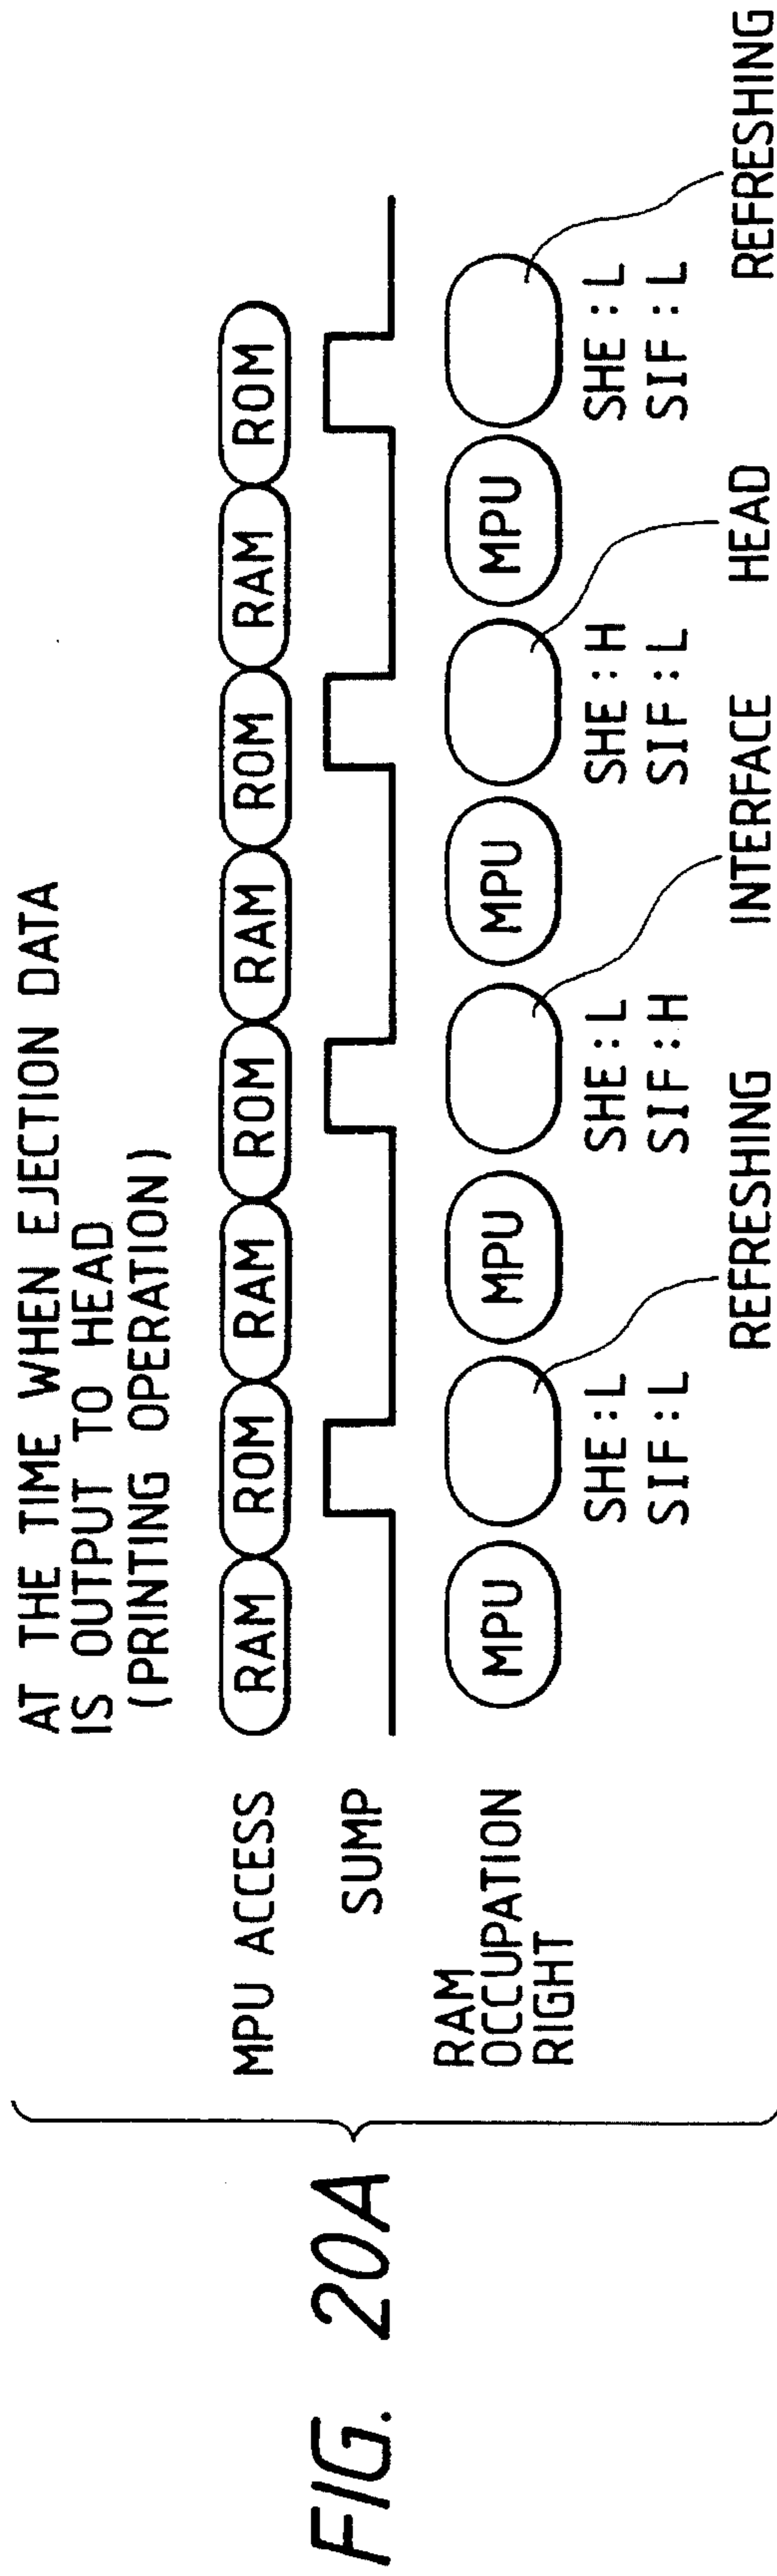 FIG. 20A
AT THE TIME WHEN EJECTION DATA
IS OUTPUT TO HEAD
(PRINTING OPERATION)
MPU ACCESS
RAM ROM RAM ROM RAM ROM RAM ROM
SUMP
RAM
OCCUPATION
RIGHT
MPU MPU MPU MPU
SHE : L SHE : L SHE : H SHE : L
SIF : L SIF : H SIF : L SIF : L
REFRESHING INTERFACE HEAD REFRESHING